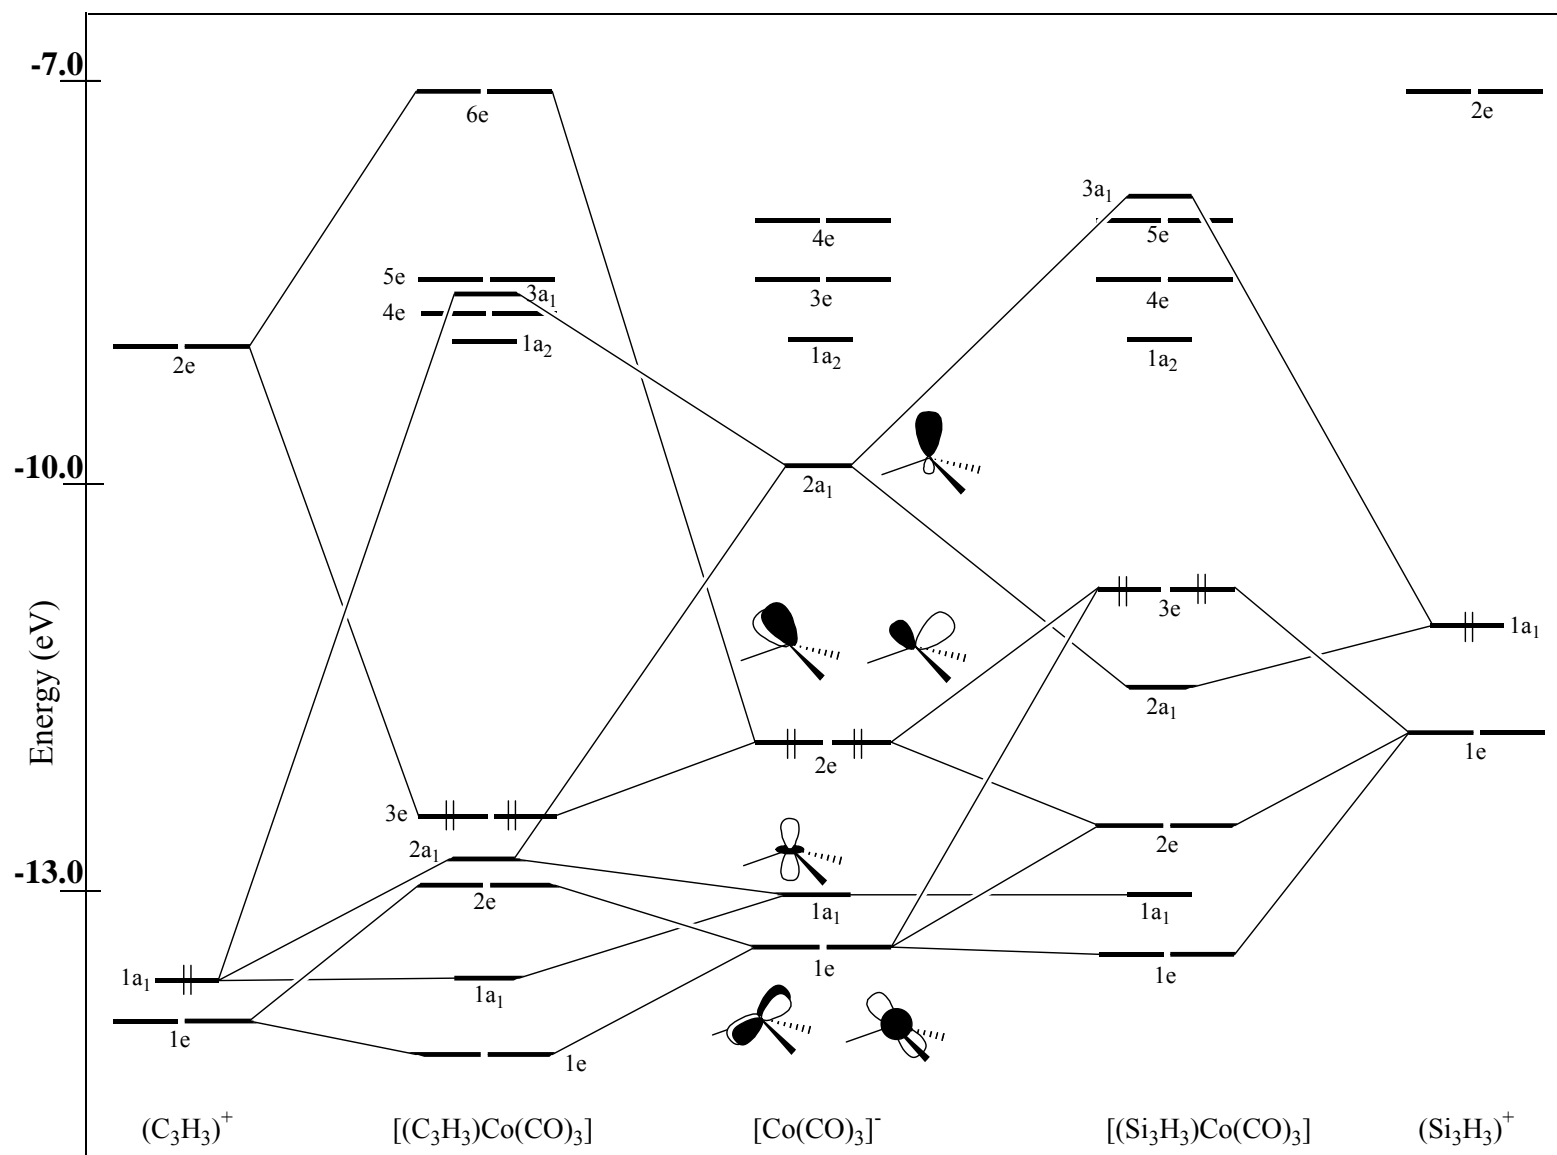 -7.0
6e
2e
3a₁
5e
4e
5e
3a₁
4e
3e
4e
1a₂
1a₂
1a₂
2e
-10.0
2a₁
3e
1a₁
2a₁
Energy (eV)
2e
1e
3e
2a₁
2e
-13.0
2e
1a₁
1a₁
1a₁
1e
1e
1a₁
1e
1e
(C₃H₃)⁺
[(C₃H₃)Co(CO)₃]
[Co(CO)₃]⁻
[(Si₃H₃)Co(CO)₃]
(Si₃H₃)⁺